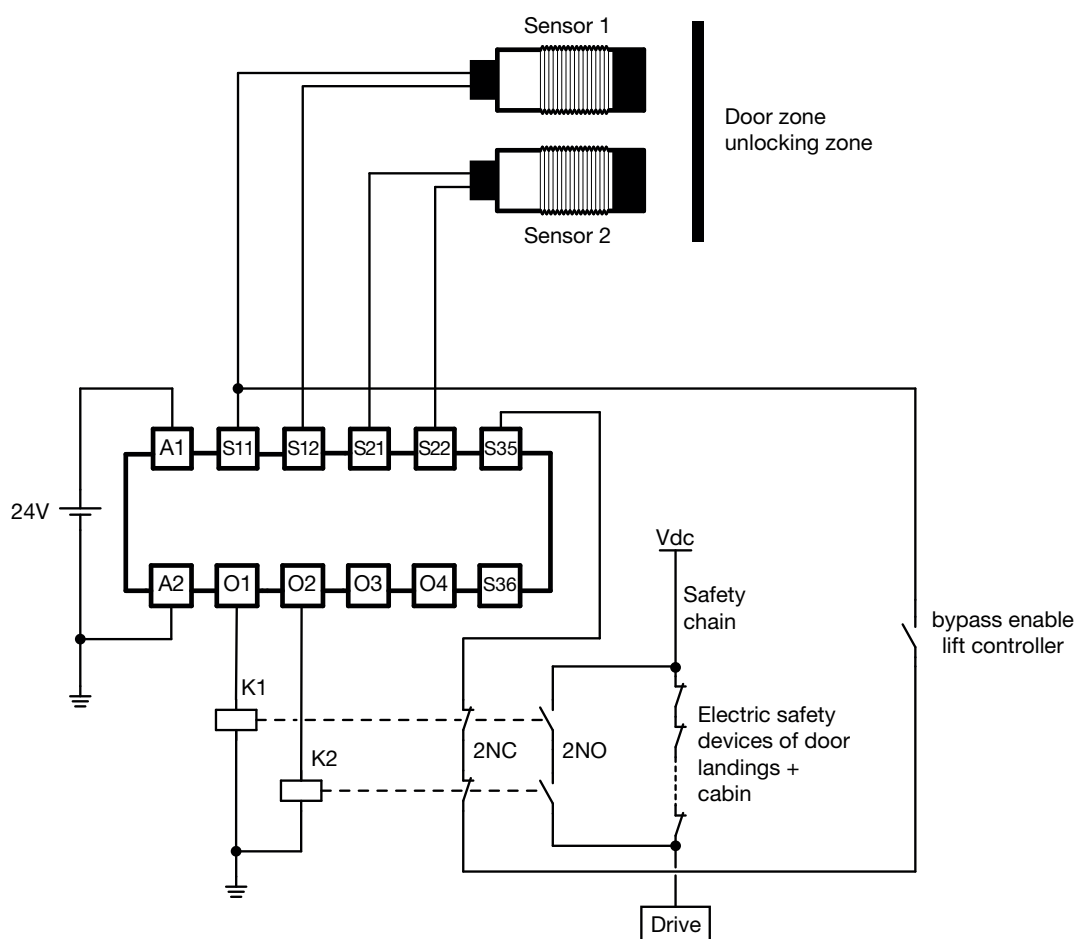 Sensor 1
Door zone
unlocking zone
Sensor 2
A1
S11
S12
S21
S22
S35
24V
A2
O1
O2
O3
O4
S36
Vdc
Safety
chain
bypass enable
lift controller
K1
2NC
2NO
Electric safety
devices of door
landings +
cabin
K2
Drive